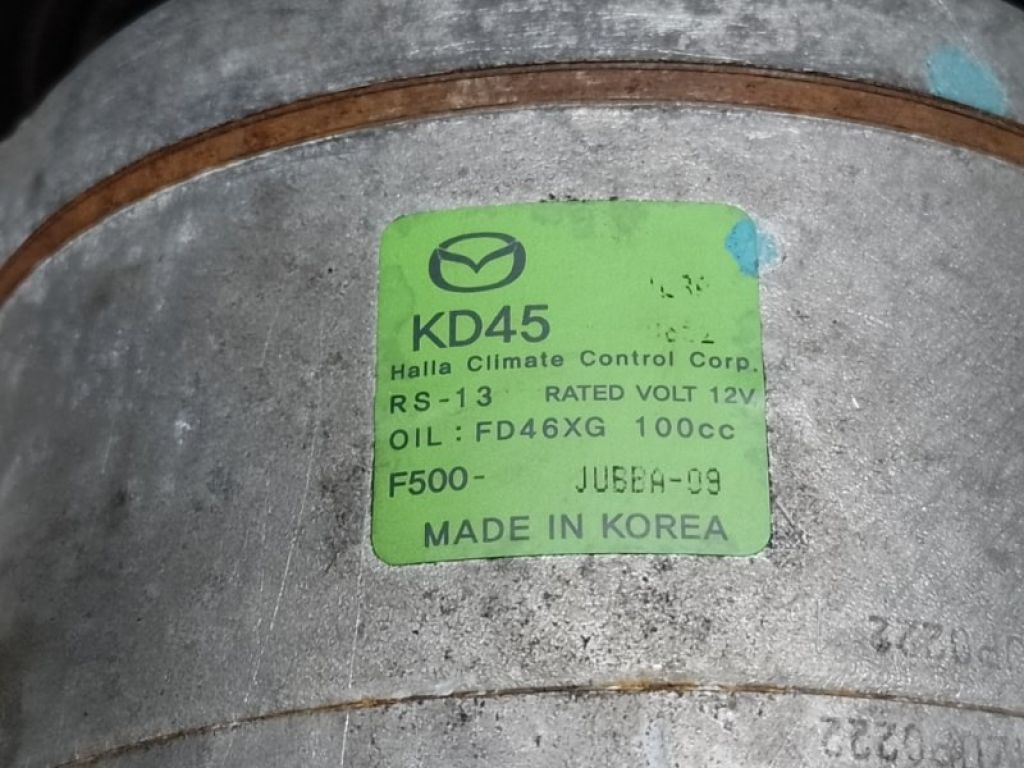 KD45
Halla Climate Control Corp.
RS-13 RATED VOLT 12V
OIL: FD46XG 100cc
F500- JUBBA-09
MADE IN KOREA